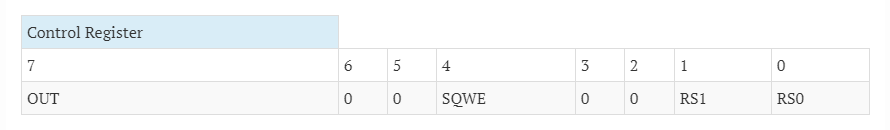 Control Register
7 6 5 4 3 2 1 0
OUT 0 0 SQWE 0 0 RS1 RS0